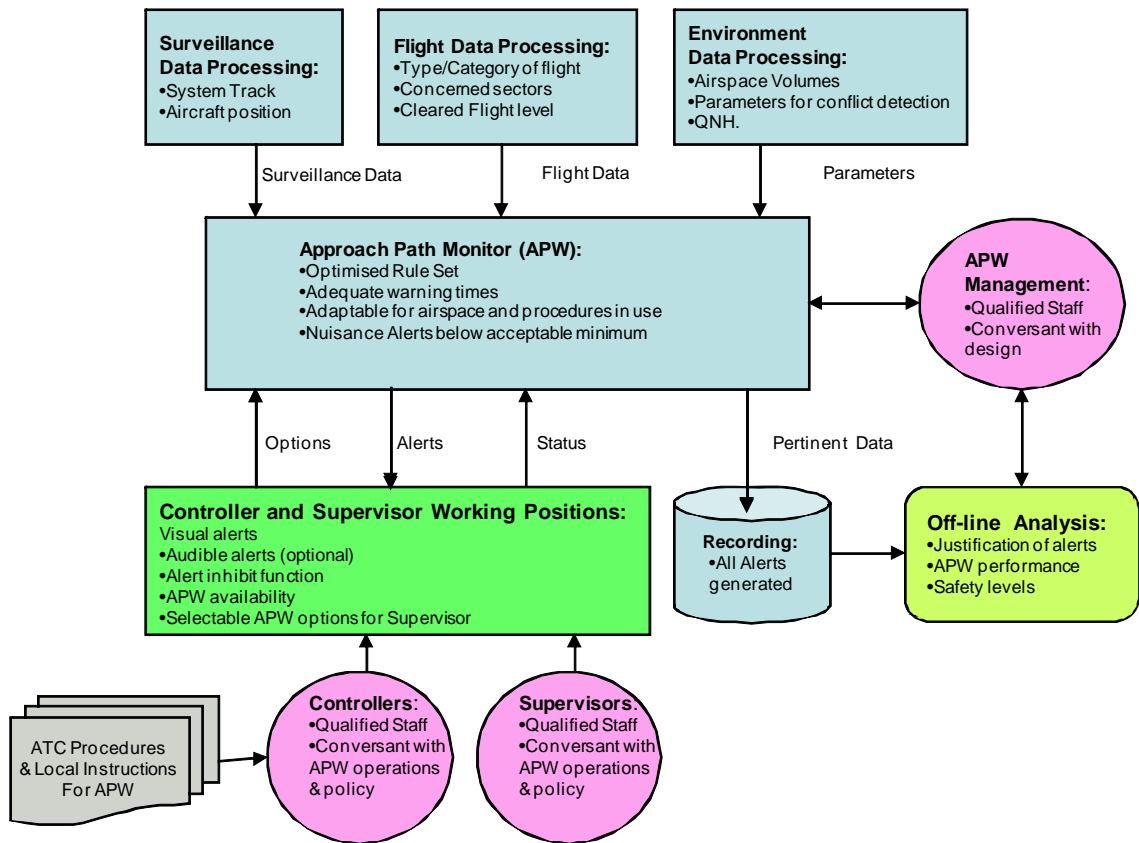 Surveillance
Data Processing:
•System Track
•Aircraft position
Flight Data Processing:
•Type/Category of flight
•Concerned sectors
•Cleared Flight level
Environment
Data Processing:
•Airspace Volumes
•Parameters for conflict detection
•QNH.
Surveillance Data
Flight Data
Parameters
Approach Path Monitor (APW):
•Optimised Rule Set
•Adequate warning times
•Adaptable for airspace and procedures in use
•Nuisance Alerts below acceptable minimum
APW
Management:
•Qualified Staff
•Conversant with
design
Options
Alerts
Status
Pertinent Data
Controller and Supervisor Working Positions:
Visual alerts
•Audible alerts (optional)
•Alert inhibit function
•APW availability
•Selectable APW options for Supervisor
Recording:
•All Alerts
generated
Off-line Analysis:
•Justification of alerts
•APW performance
•Safety levels
ATC Procedures
& Local Instructions
For APW
Controllers:
•Qualified Staff
•Conversant with
APW operations
& policy
Supervisors:
•Qualified Staff
•Conversant with
APW operations
& policy